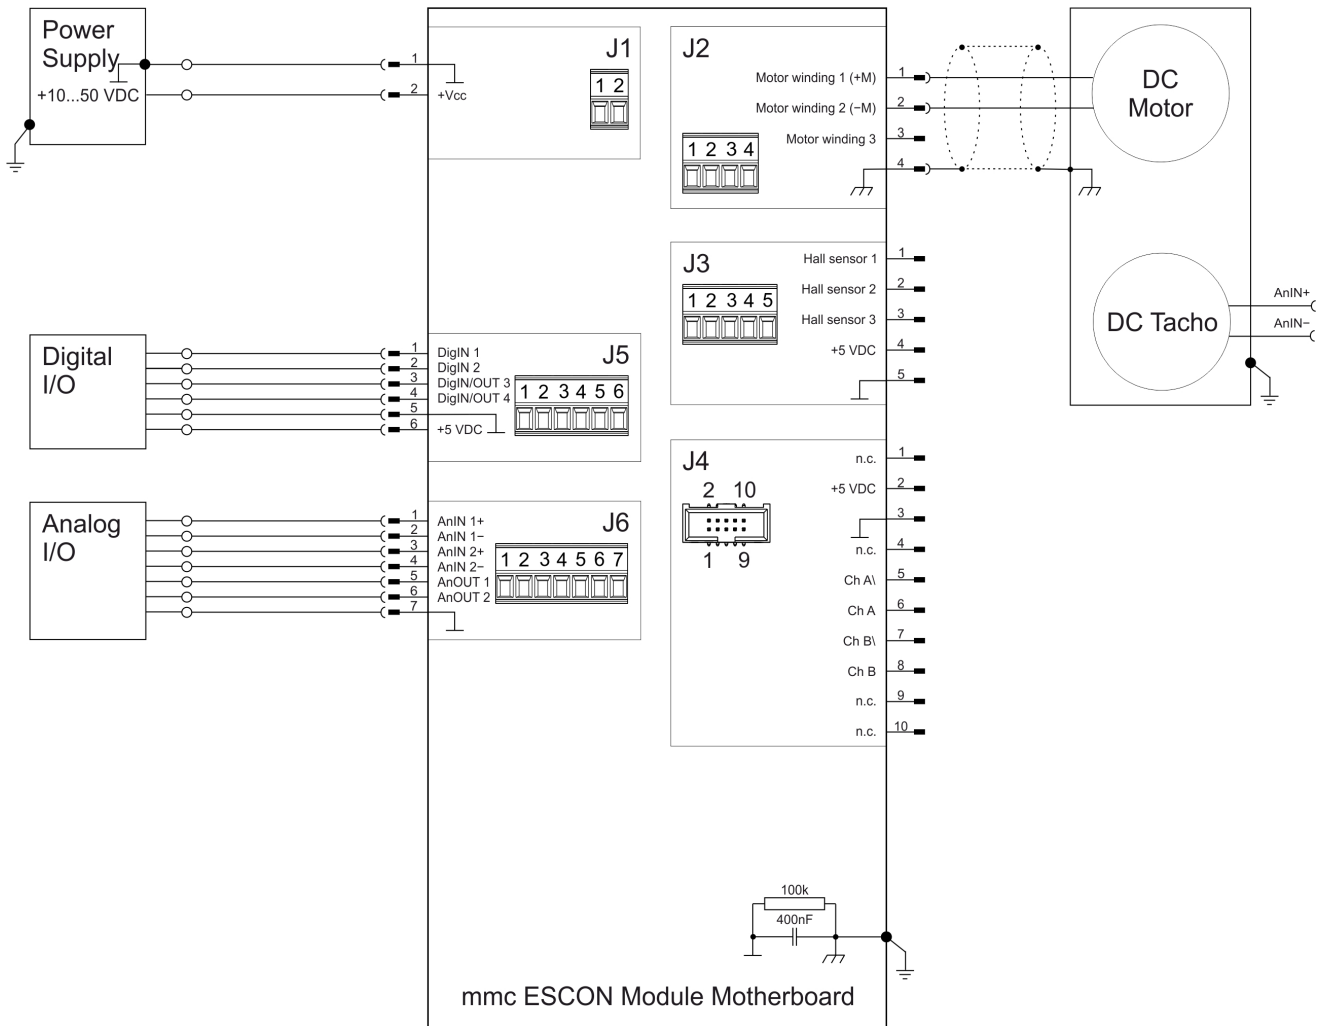 Power
Supply
+10...50 VDC
1
2
+Vcc
J1
1 2
J2
Motor winding 1 (+M)
1
Motor winding 2 (−M)
2
Motor winding 3
3
4
1 2 3 4
DC
Motor
J3
Hall sensor 1
1
Hall sensor 2
2
Hall sensor 3
3
+5 VDC
4
5
1 2 3 4 5
DC Tacho
AnIN+
AnIN−
Digital
I/O
1
DigIN 1
2
DigIN 2
3
DigIN/OUT 3
4
DigIN/OUT 4
5
6
+5 VDC
J5
1 2 3 4 5 6
Analog
I/O
1
AnIN 1+
2
AnIN 1−
3
AnIN 2+
4
AnIN 2−
5
AnOUT 1
6
AnOUT 2
7
J6
1 2 3 4 5 6 7
J4
2 10
1 9
n.c.
1
+5 VDC
2
3
n.c.
4
Ch A\
5
Ch A
6
Ch B\
7
Ch B
8
n.c.
9
n.c.
10
100k
400nF
mmc ESCON Module Motherboard